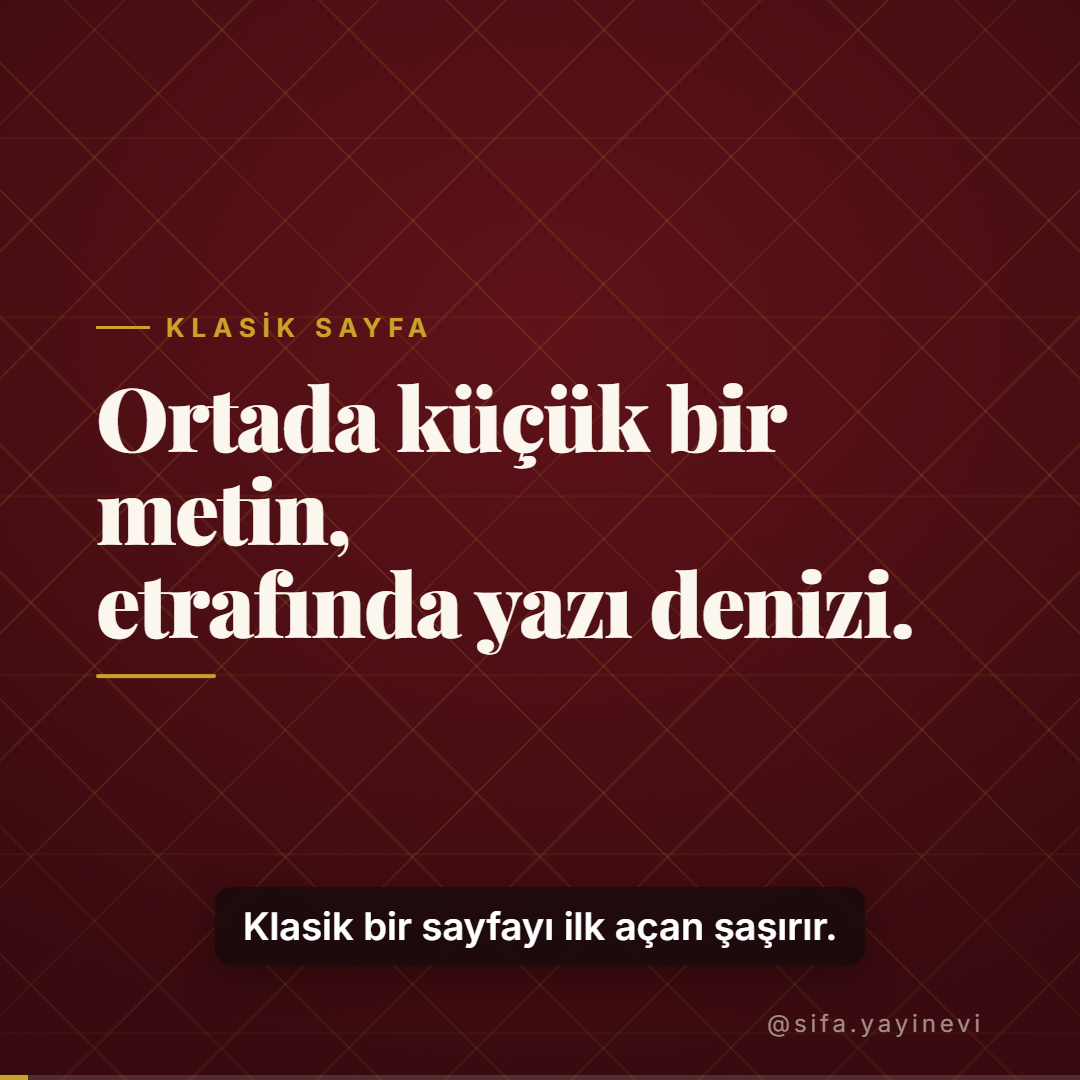 KLASİK SAYFA
Ortada küçük bir
metin,
etrafında yazı denizi.
Klasik bir sayfayı ilk açan şaşırır.
@sifa.yayinevi